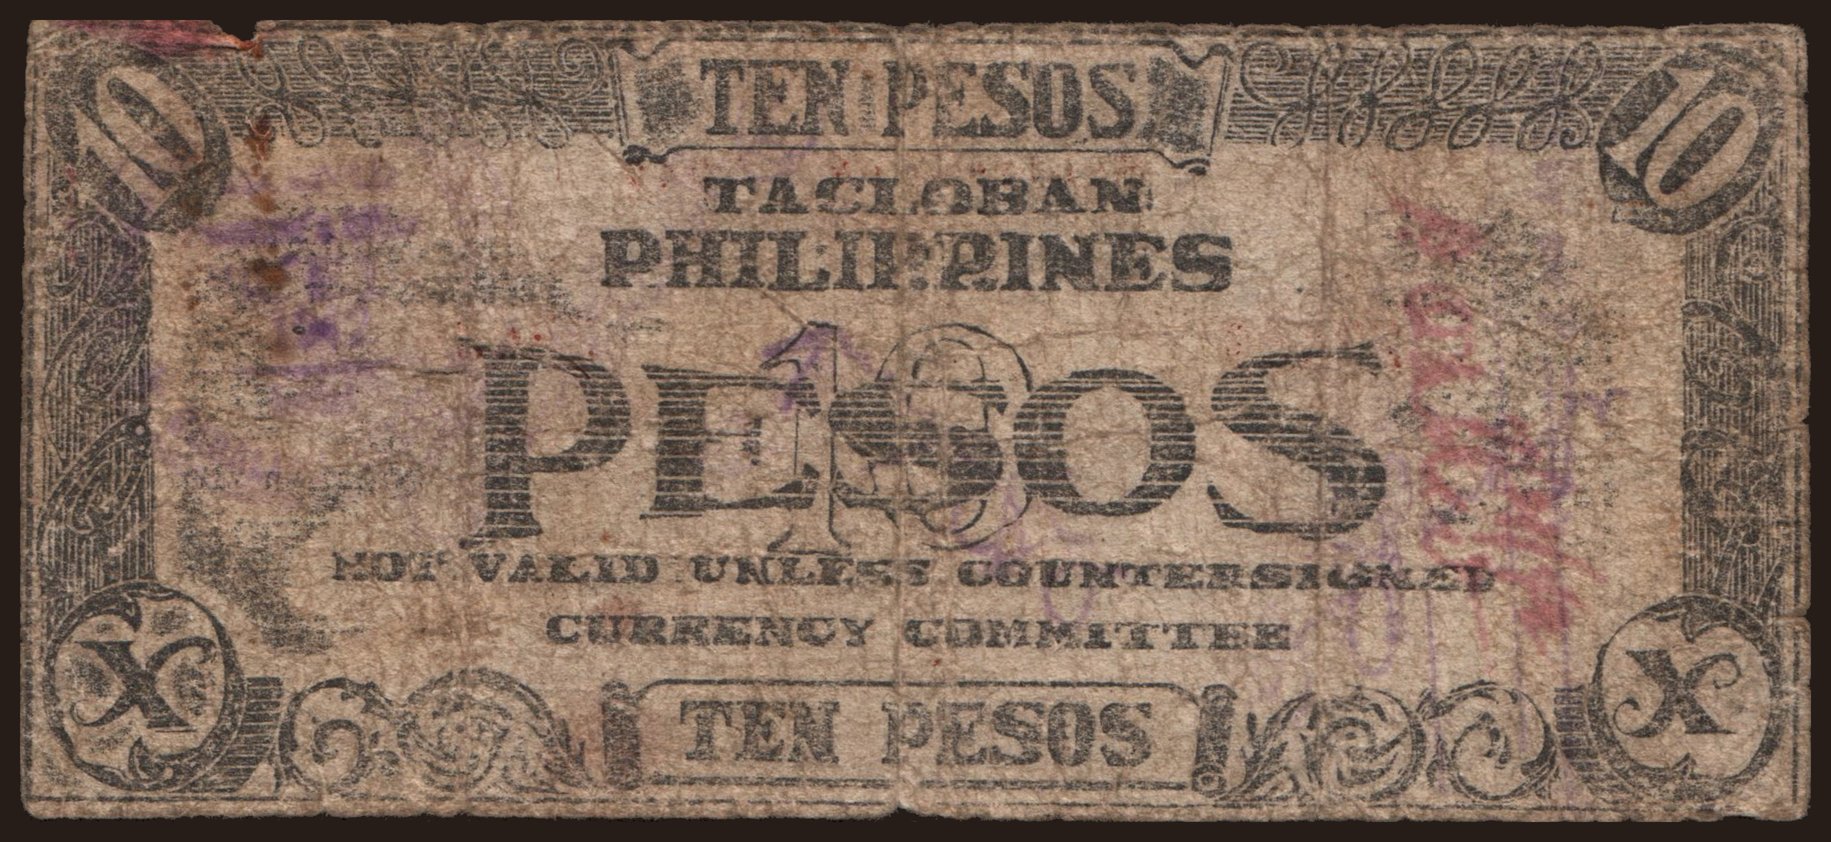 10 TEN PESOS 10
TACLOBAN
PHILIPPINES
PESOS
10
NOT VALID UNLESS COUNTERSIGNED
CURRENCY COMMITTEE
X TEN PESOS X